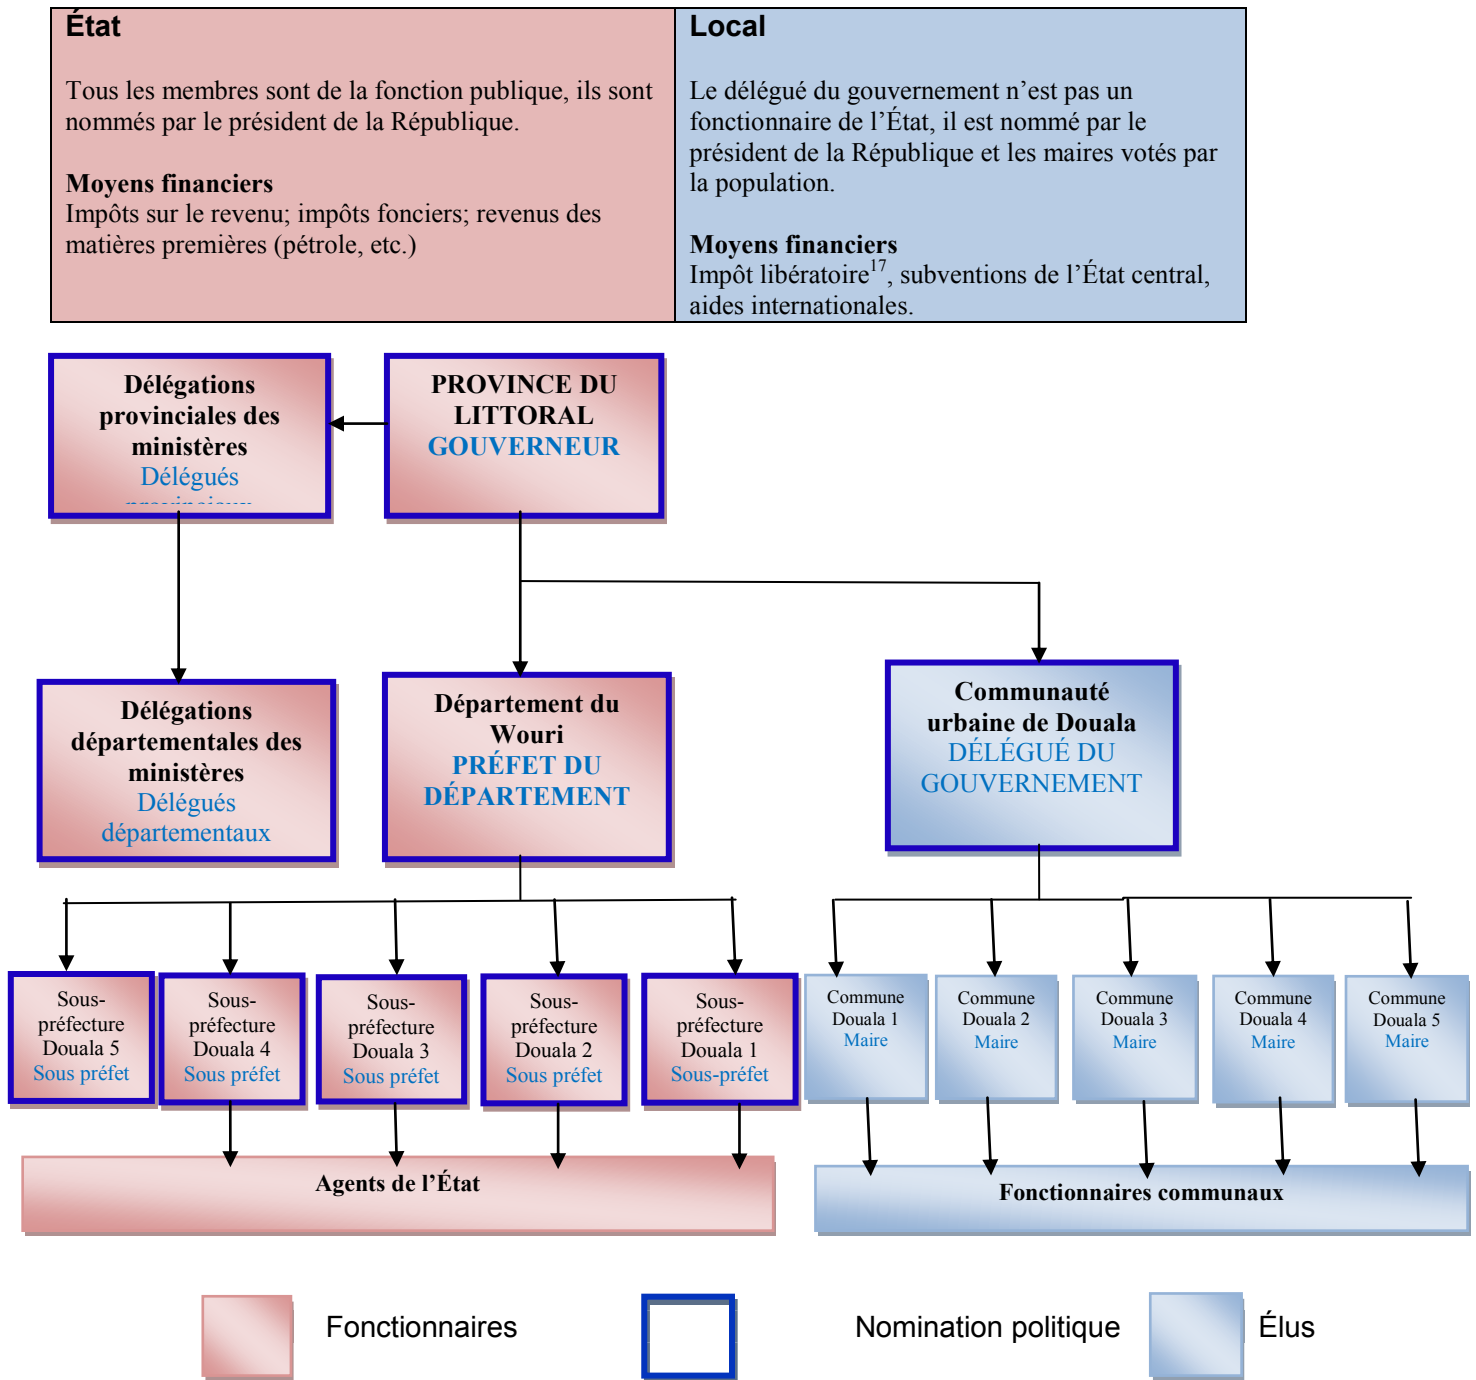 État
Tous les membres sont de la fonction publique, ils sont
nommés par le président de la République.
Moyens financiers
Impôts sur le revenu; impôts fonciers; revenus des
matières premières (pétrole, etc.)
Local
Le délégué du gouvernement n’est pas un
fonctionnaire de l’État, il est nommé par le
président de la République et les maires votés par
la population.
Moyens financiers
Impôt libératoire17, subventions de l’État central,
aides internationales.
Délégations
provinciales des
ministères
Délégués
PROVINCE DU
LITTORAL
GOUVERNEUR
Délégations
départementales des
ministères
Délégués
départementaux
Département du
Wouri
PRÉFET DU
DÉPARTEMENT
Communauté
urbaine de Douala
DÉLÉGUÉ DU
GOUVERNEMENT
Sous-
préfecture
Douala 5
Sous préfet
Sous-
préfecture
Douala 4
Sous préfet
Sous-
préfecture
Douala 3
Sous préfet
Sous-
préfecture
Douala 2
Sous préfet
Sous-
préfecture
Douala 1
Sous-préfet
Commune
Douala 1
Maire
Commune
Douala 2
Maire
Commune
Douala 3
Maire
Commune
Douala 4
Maire
Commune
Douala 5
Maire
Agents de l’État
Fonctionnaires communaux
Fonctionnaires
Nomination politique
Élus